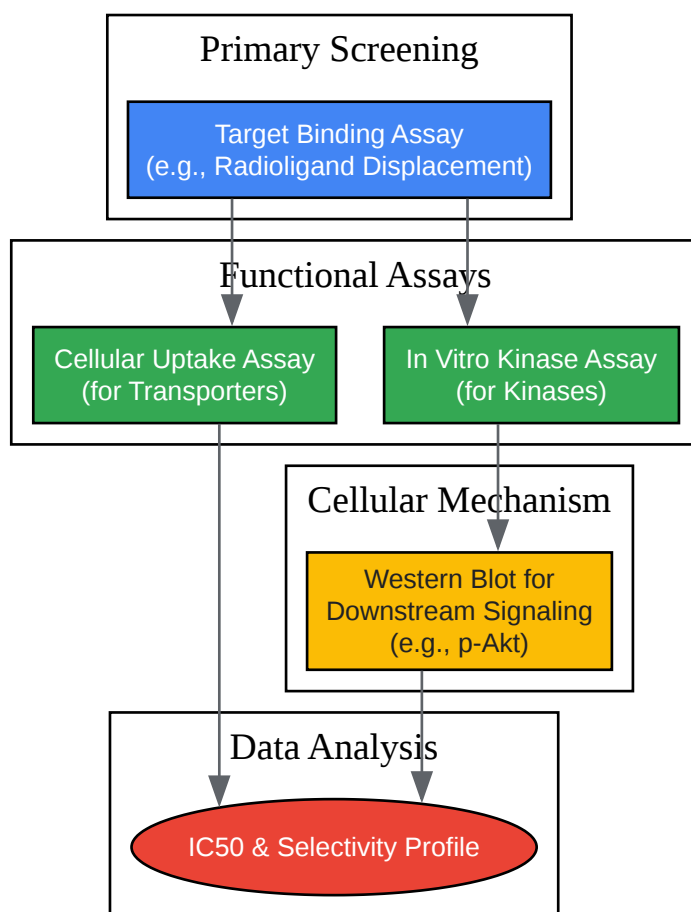 Primary Screening
Target Binding Assay
(e.g., Radioligand Displacement)
Functional Assays
Cellular Uptake Assay
(for Transporters)
In Vitro Kinase Assay
(for Kinases)
Cellular Mechanism
Western Blot for
Downstream Signaling
(e.g., p-Akt)
Data Analysis
IC50 & Selectivity Profile